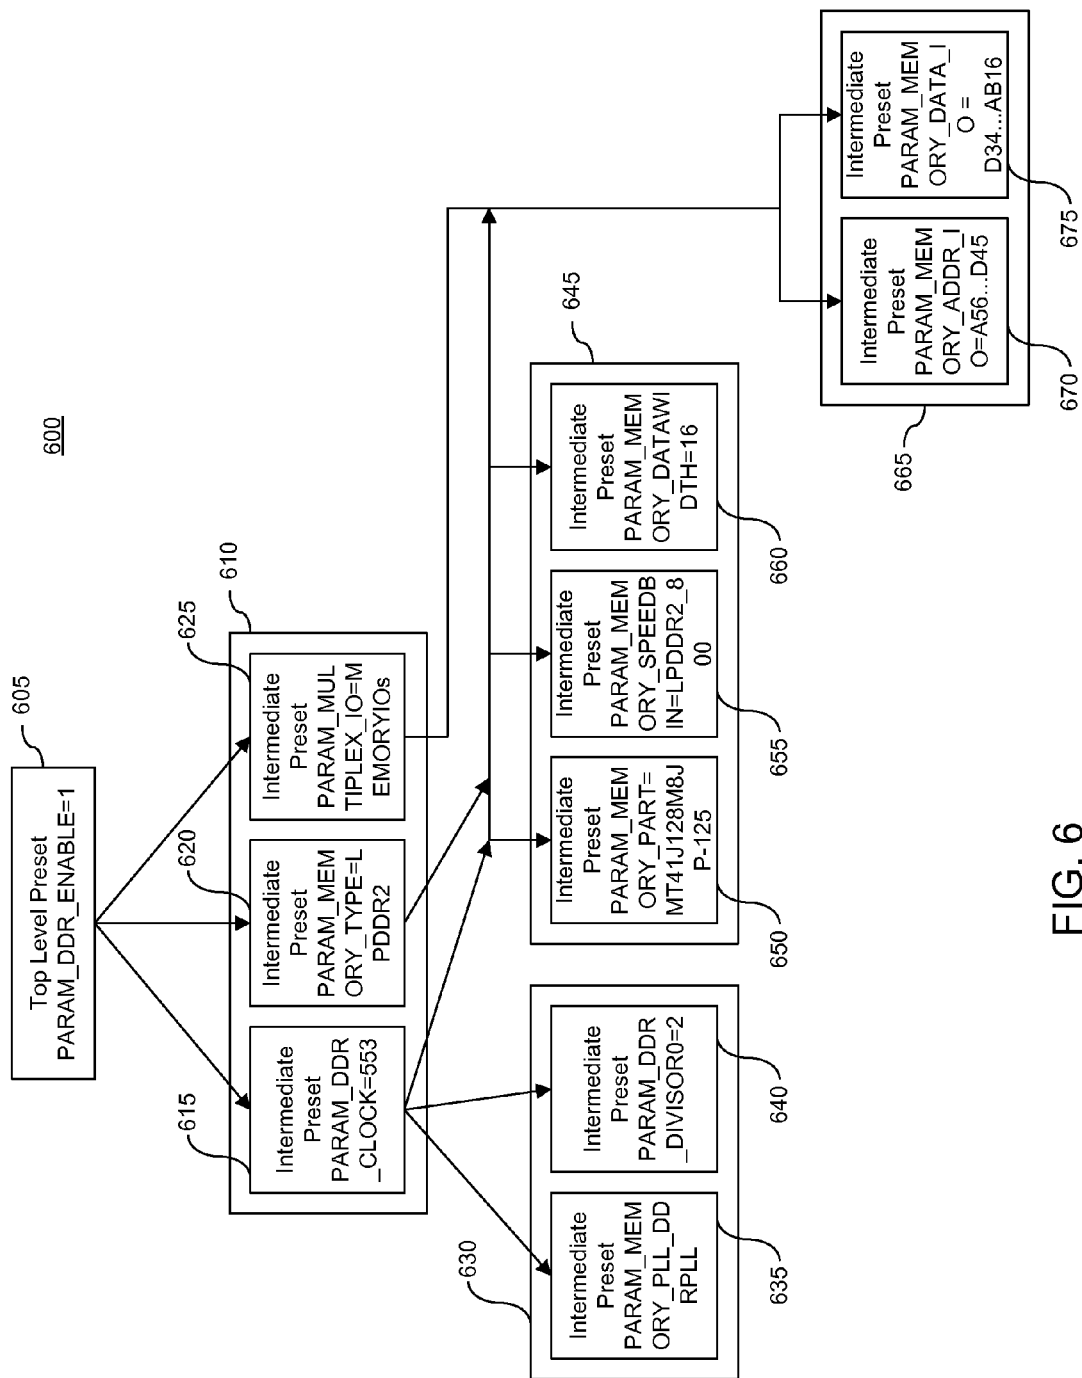 600
605
Top Level Preset
PARAM_DDR_ENABLE=1
610
615
Intermediate
Preset
PARAM_DDR
_CLOCK=553
620
Intermediate
Preset
PARAM_MEM
ORY_TYPE=L
PDDR2
625
Intermediate
Preset
PARAM_MUL
TIPLEX_IO=M
EMORYIOs
630
Intermediate
Preset
PARAM_MEM
ORY_PLL_DD
RPLL
635
Intermediate
Preset
PARAM_DDR
_DIVISOR0=2
640
645
Intermediate
Preset
PARAM_MEM
ORY_PART=
MT41J128M8J
P-125
650
Intermediate
Preset
PARAM_MEM
ORY_SPEEDB
IN=LPDDR2_8
00
655
Intermediate
Preset
PARAM_MEM
ORY_DATAWI
DTH=16
660
665
Intermediate
Preset
PARAM_MEM
ORY_ADDR_I
O=A56...D45
670
Intermediate
Preset
PARAM_MEM
ORY_DATA_I
O =
D34...AB16
675
FIG. 6